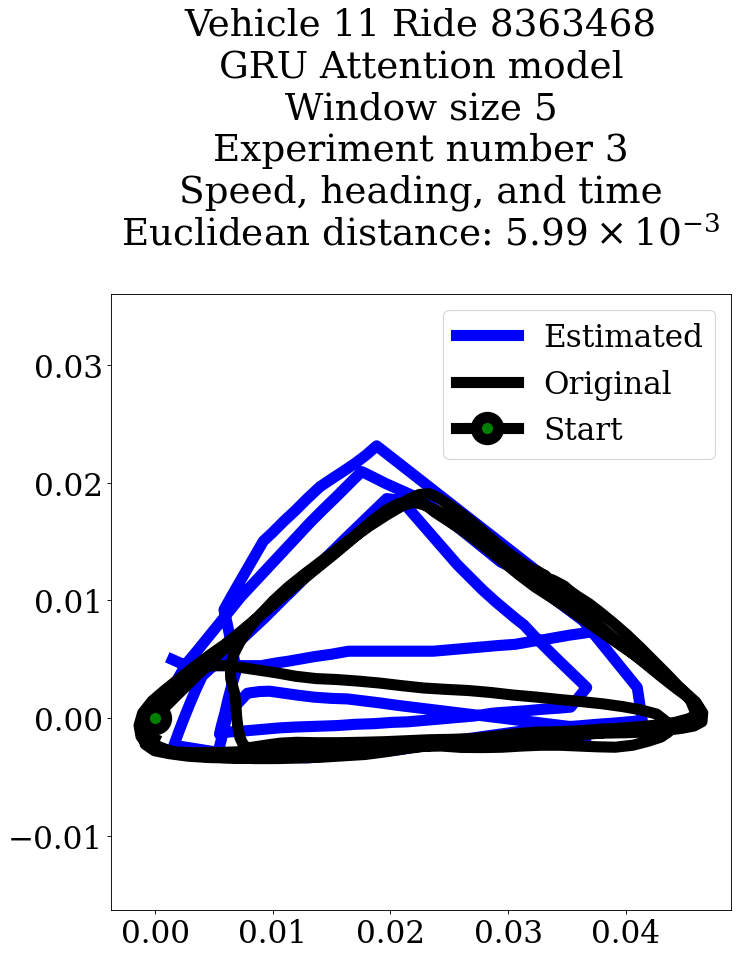 Vehicle 11 Ride 8363468
GRU Attention model
Window size 5
Experiment number 3
Speed, heading, and time
Euclidean distance: 5.99 × 10⁻³
Estimated
Original
Start
0.03
0.02
0.01
0.00
−0.01
0.00 0.01 0.02 0.03 0.04